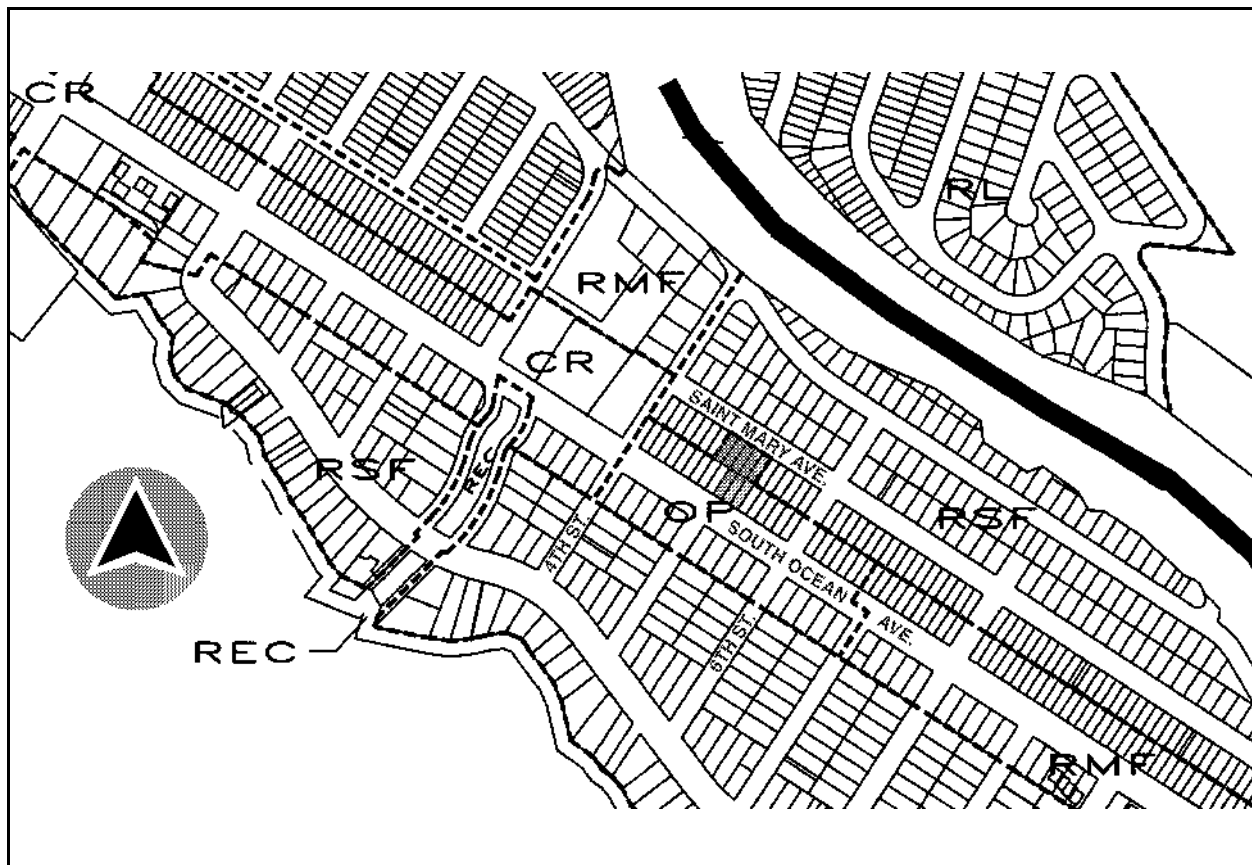 CR
RL
RMF
CR
SAINT MARY AVE.
RSF
REC
OP
RSF
SOUTH OCEAN AVE.
4TH ST.
6TH ST.
REC
RMF